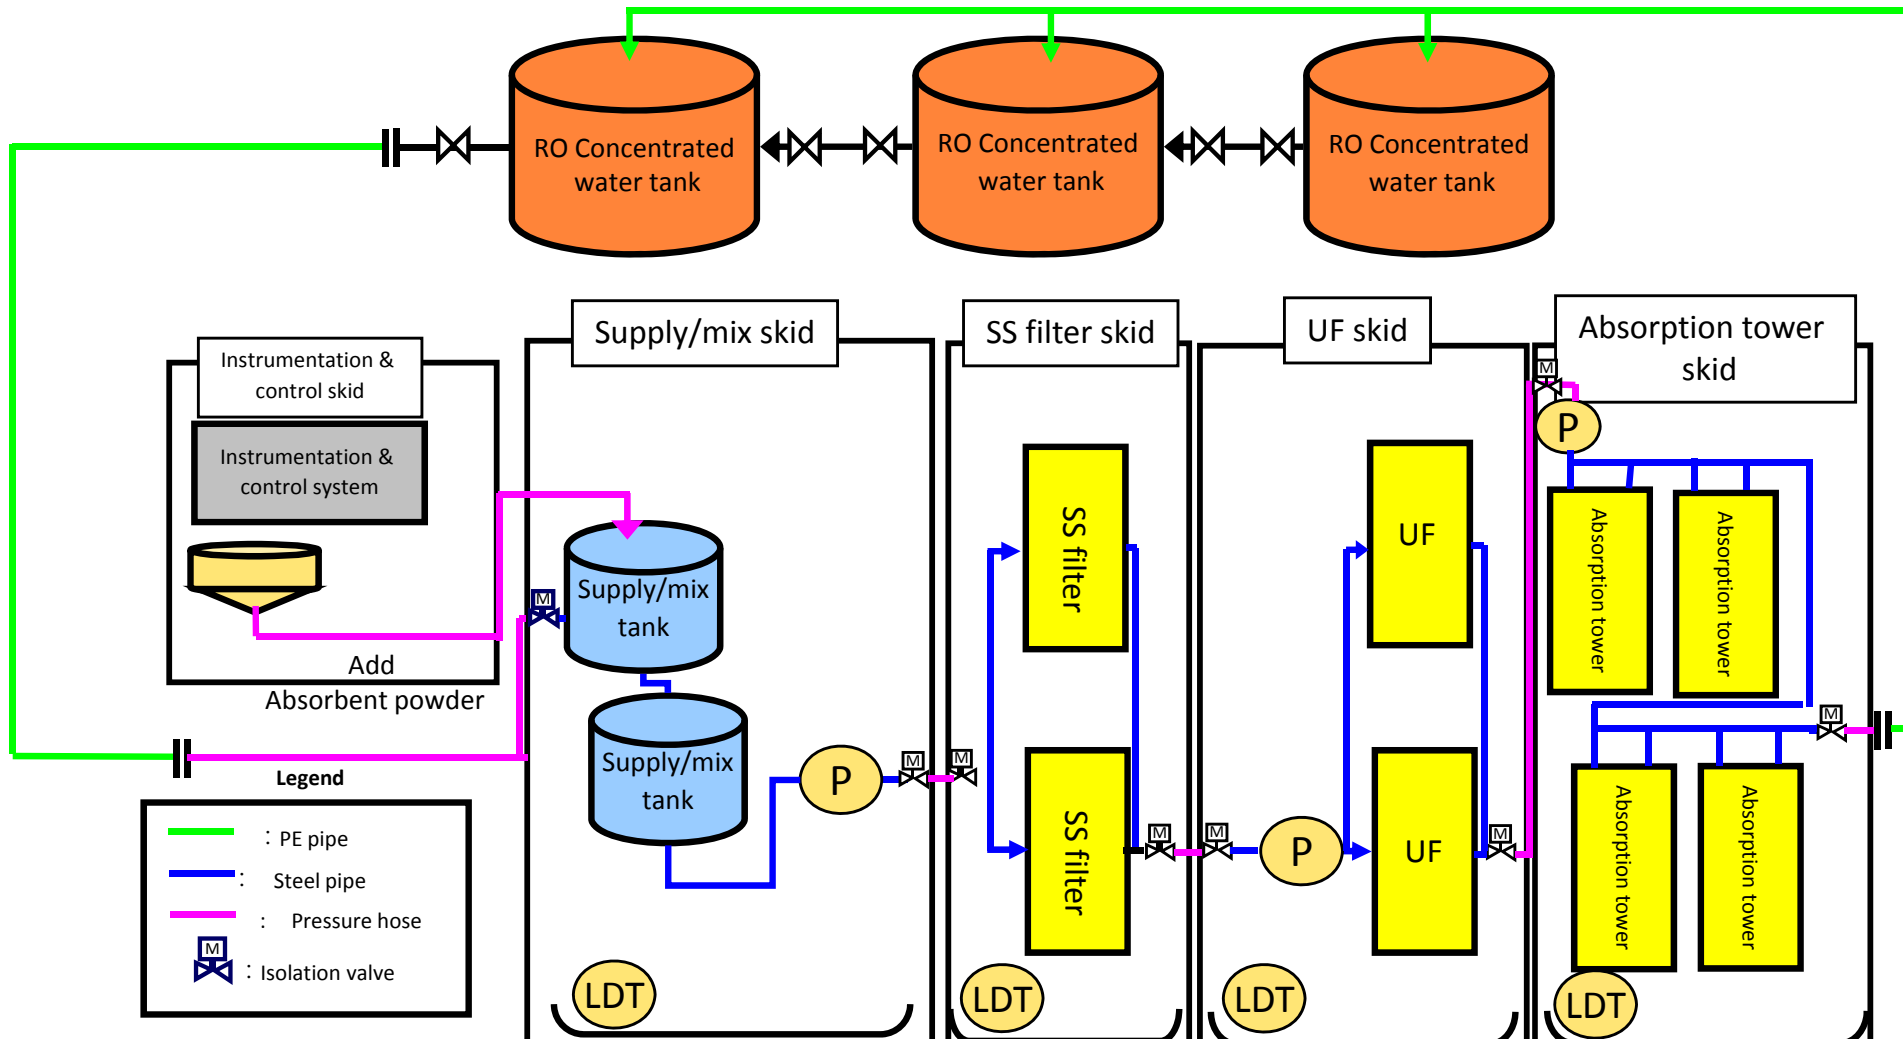 RO Concentrated
water tank
RO Concentrated
water tank
RO Concentrated
water tank
Instrumentation &
control skid
Instrumentation &
control system
Add
Absorbent powder
Supply/mix skid
M
Supply/mix
tank
Supply/mix
tank
P
M
LDT
SS filter skid
M
SS filter
SS filter
M
LDT
UF skid
M
P
UF
UF
M
LDT
Absorption tower
skid
M
P
Absorption tower
Absorption tower
M
Absorption tower
Absorption tower
LDT
Legend
: PE pipe
: Steel pipe
: Pressure hose
M
: Isolation valve